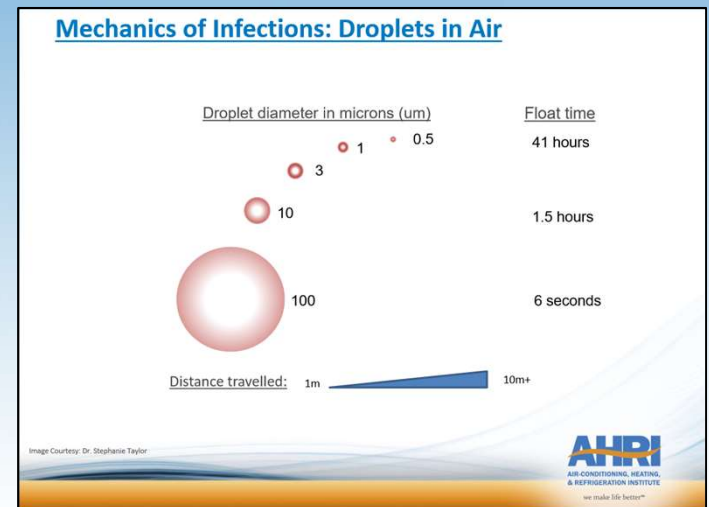 Mechanics of Infections: Droplets in Air
Droplet diameter in microns (um) Float time
1 0.5 41 hours
3
10 1.5 hours
100 6 seconds
Distance travelled: 1m 10m+
Image Courtesy: Dr. Stephanie Taylor
AHRI
AIR-CONDITIONING, HEATING,
& REFRIGERATION INSTITUTE
we make life better™